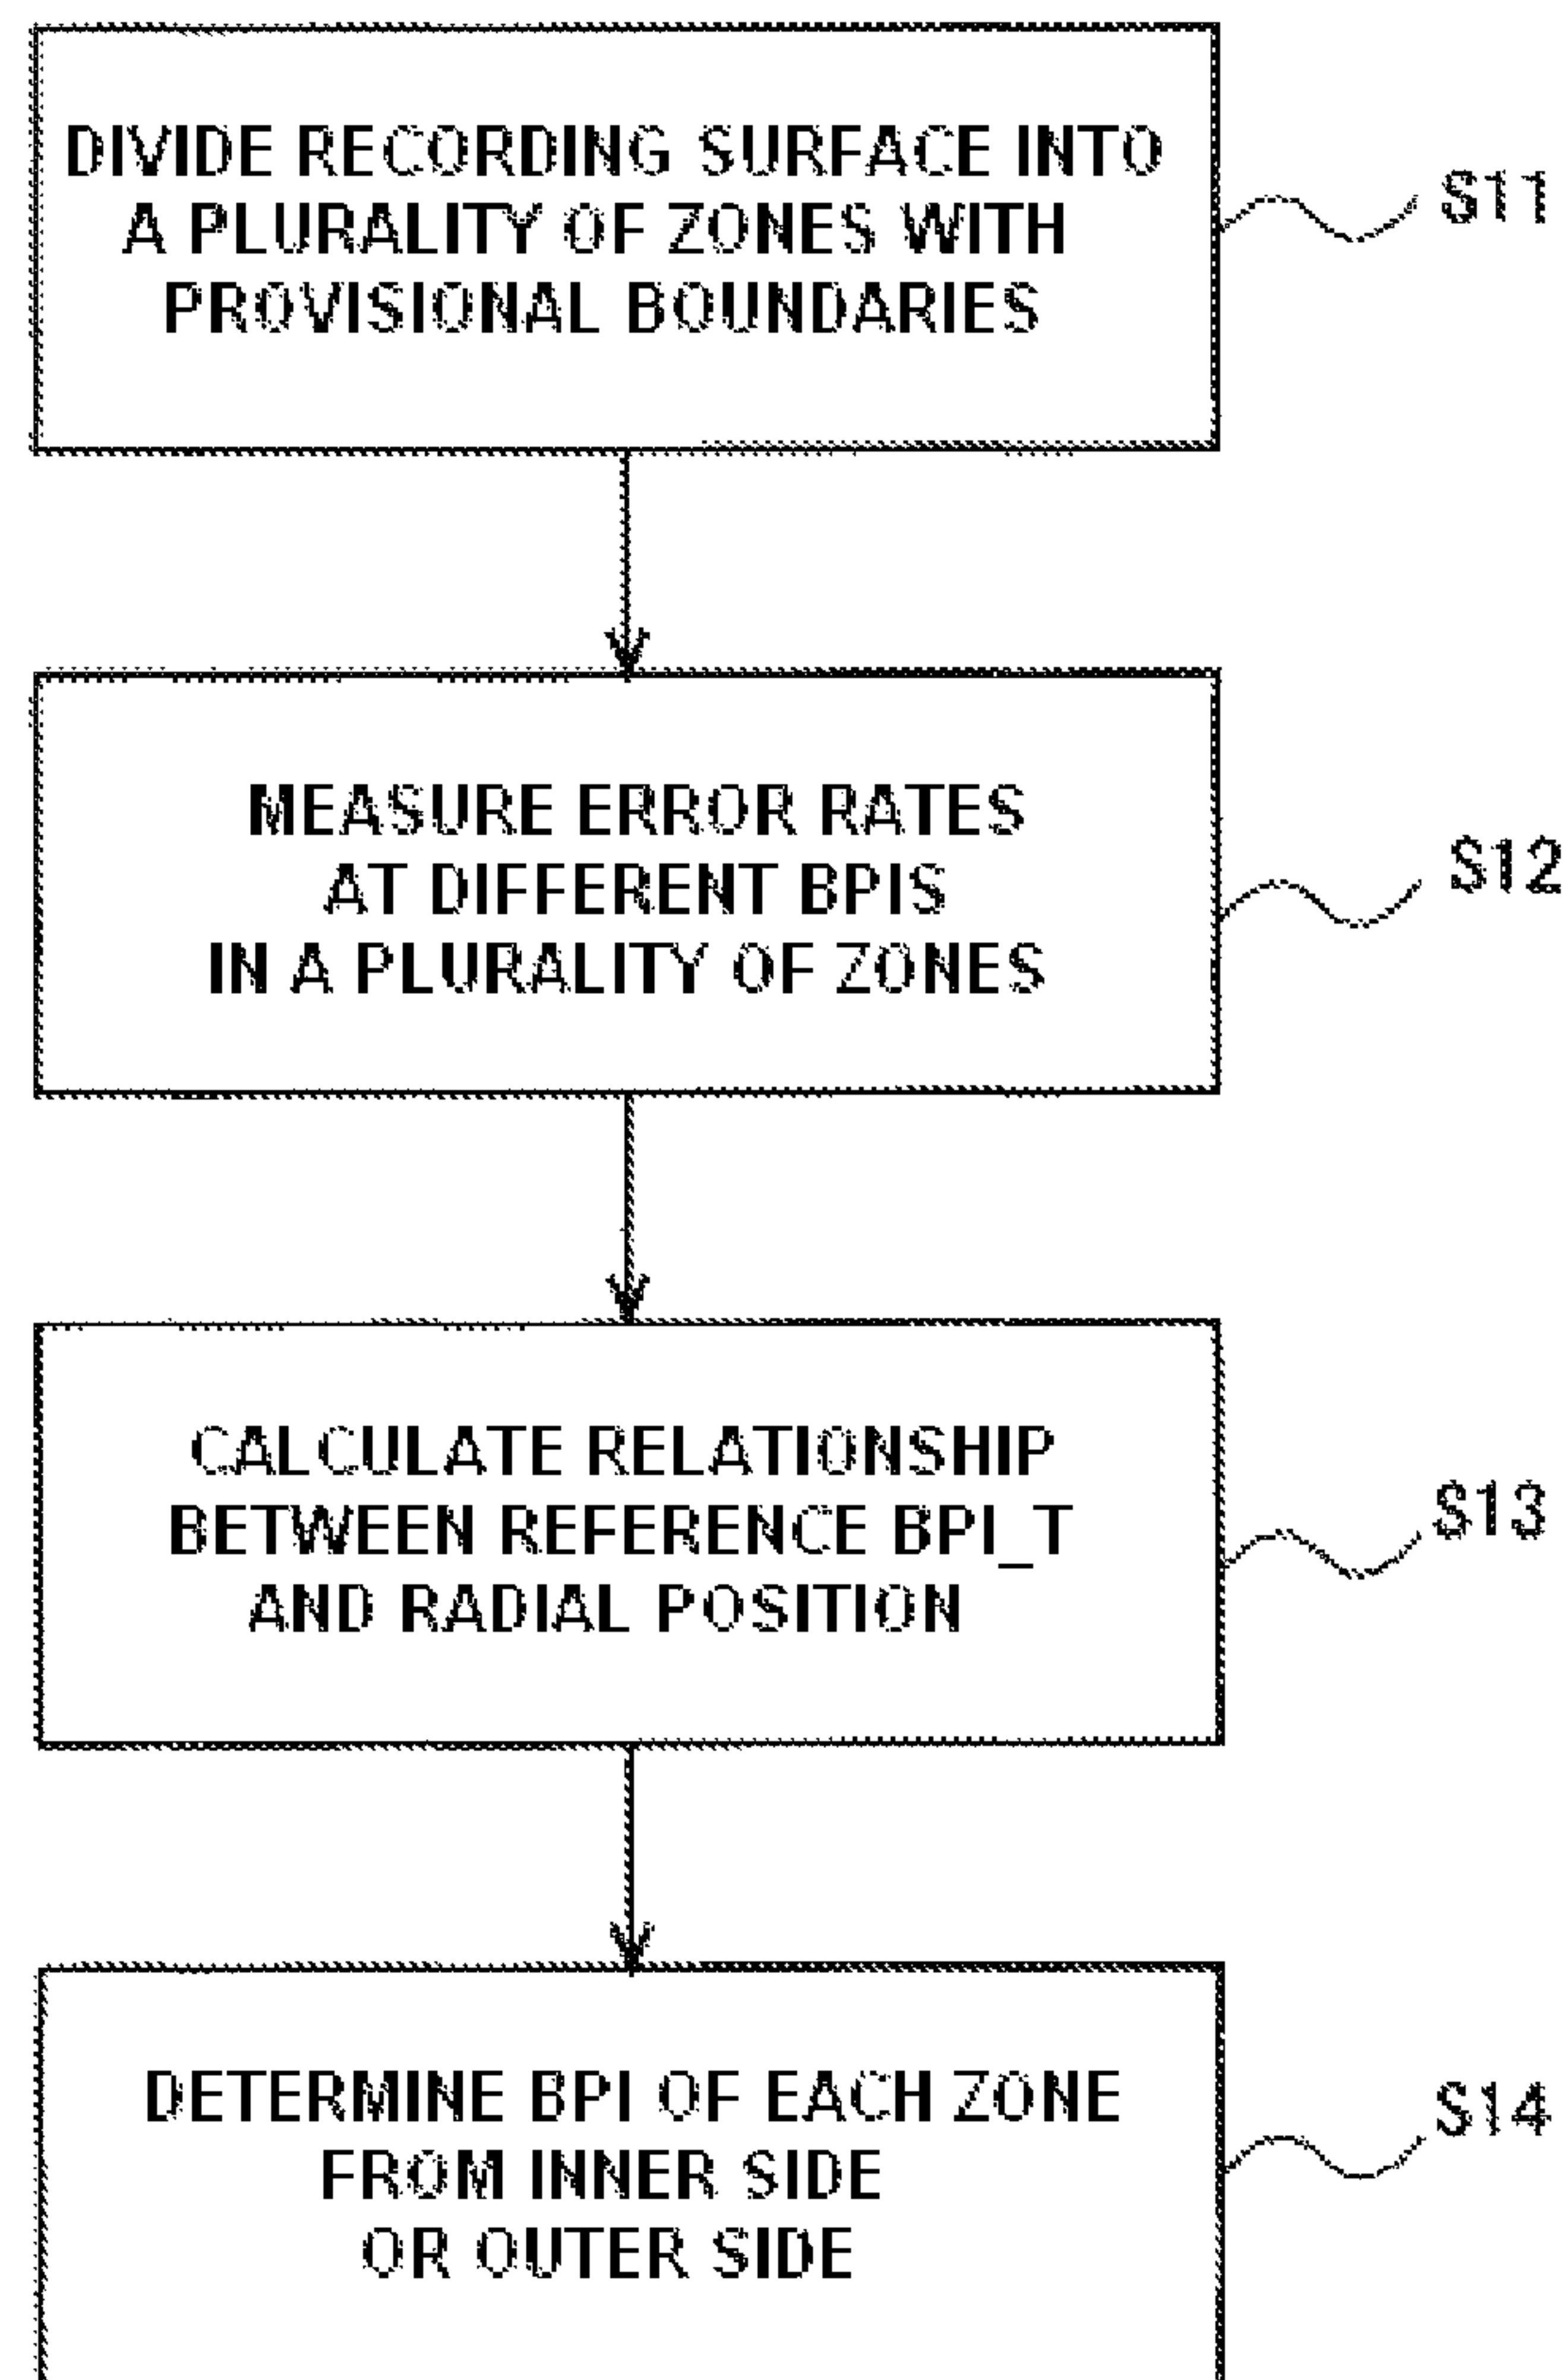 DIVIDE RECORDING SURFACE INTO
A PLURALITY OF ZONES WITH
PROVISIONAL BOUNDARIES
S11
MEASURE ERROR RATES
AT DIFFERENT BPIS
IN A PLURALITY OF ZONES
S12
CALCULATE RELATIONSHIP
BETWEEN REFERENCE BPI_T
AND RADIAL POSITION
S13
DETERMINE BPI OF EACH ZONE
FROM INNER SIDE
OR OUTER SIDE
S14